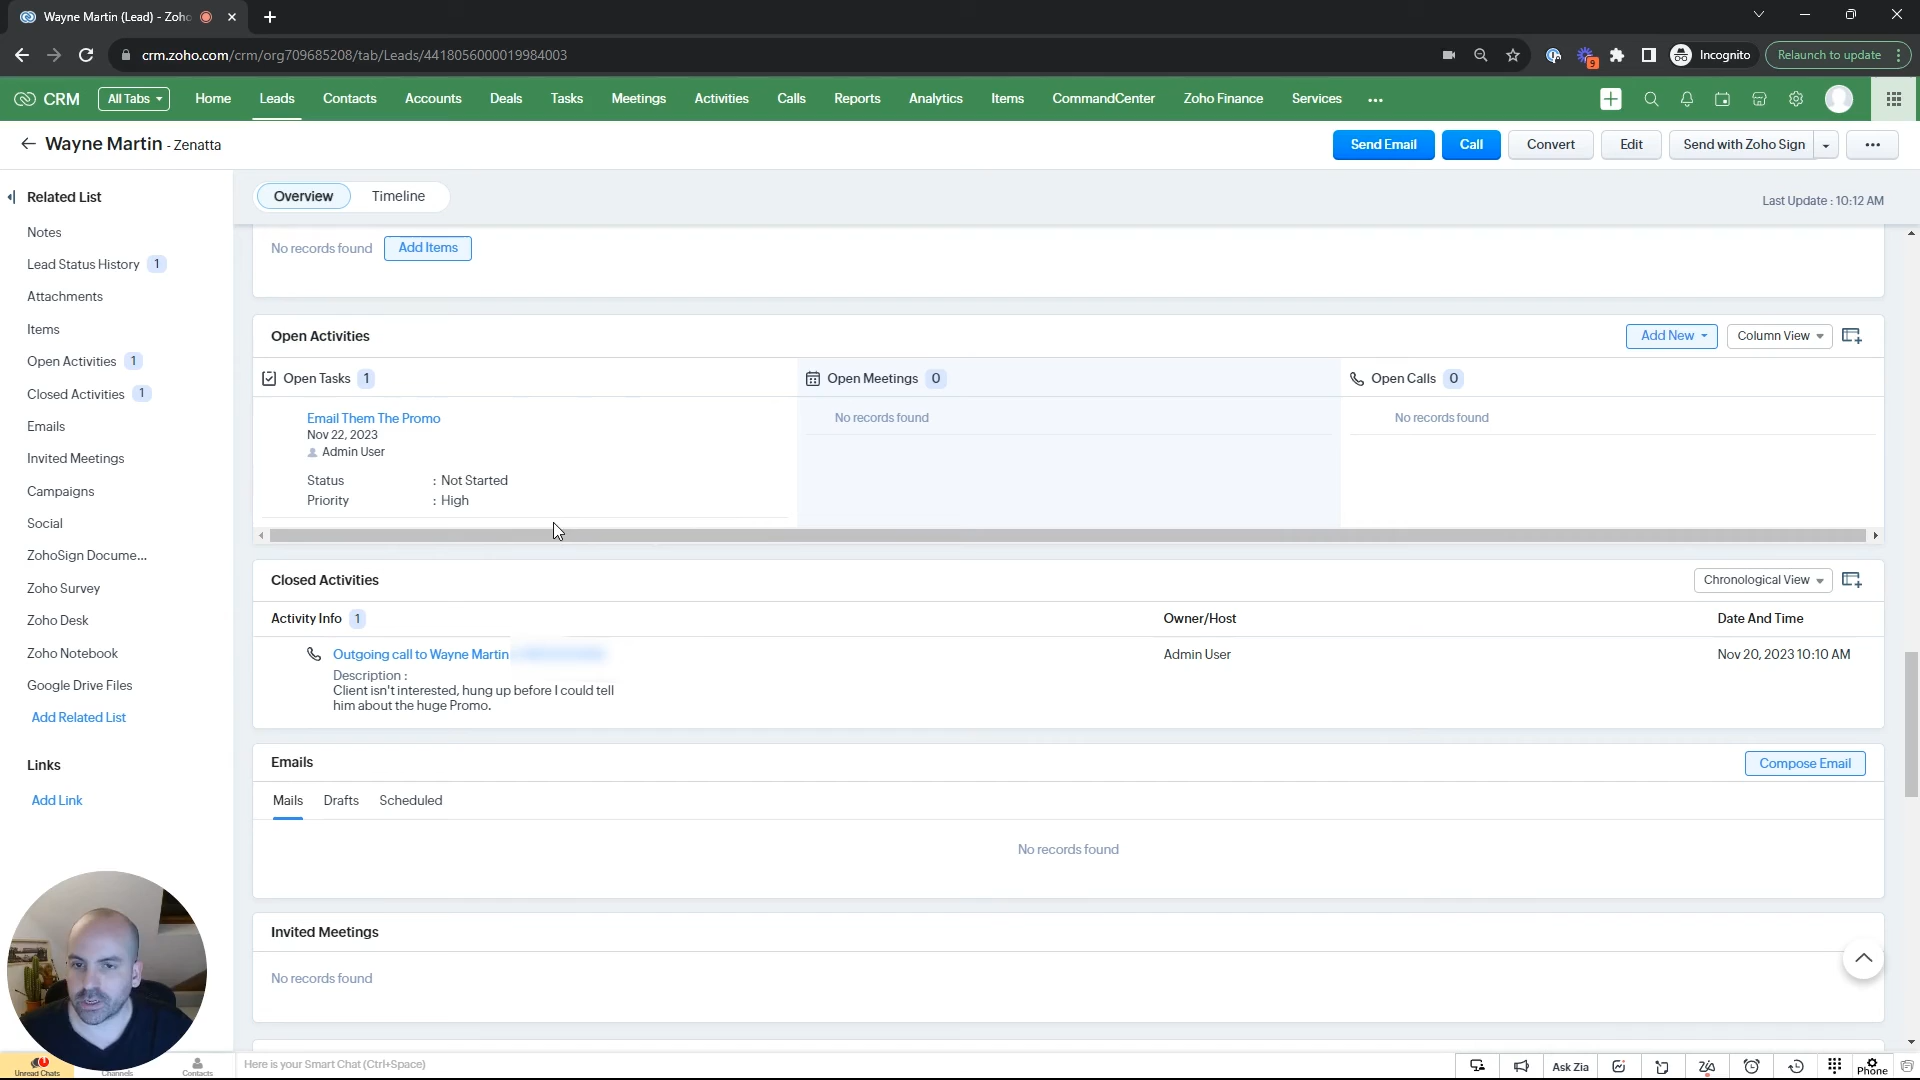 Wayne Martin (Lead) - Zoho
crm.zoho.com/crm/org709685208/tab/Leads/4418056000019984003
9
Incognito
Relaunch to update
CRM
All Tabs
Home
Leads
Contacts
Accounts
Deals
Tasks
Meetings
Activities
Calls
Reports
Analytics
Items
CommandCenter
Zoho Finance
Services
Wayne Martin - Zenatta
Send Email
Call
Convert
Edit
Send with Zoho Sign
Related List
Notes
Lead Status History 1
Attachments
Items
Open Activities 1
Closed Activities 1
Emails
Invited Meetings
Campaigns
Social
ZohoSign Docume...
Zoho Survey
Zoho Desk
Zoho Notebook
Google Drive Files
Add Related List
Links
Add Link
Overview
Timeline
Last Update : 10:12 AM
No records found
Add Items
Open Activities
Add New
Column View
Open Tasks 1
Open Meetings 0
Open Calls 0
Email Them The Promo
Nov 22, 2023
Admin User
Status : Not Started
Priority : High
No records found
No records found
Closed Activities
Chronological View
Activity Info 1
Owner/Host
Date And Time
Outgoing call to Wayne Martin
Admin User
Nov 20, 2023 10:10 AM
Description :
Client isn't interested, hung up before I could tell
him about the huge Promo.
Emails
Compose Email
Mails
Drafts
Scheduled
No records found
Invited Meetings
No records found
Unread Chats
Channels
Contacts
Here is your Smart Chat (Ctrl+Space)
Ask Zia
Phone